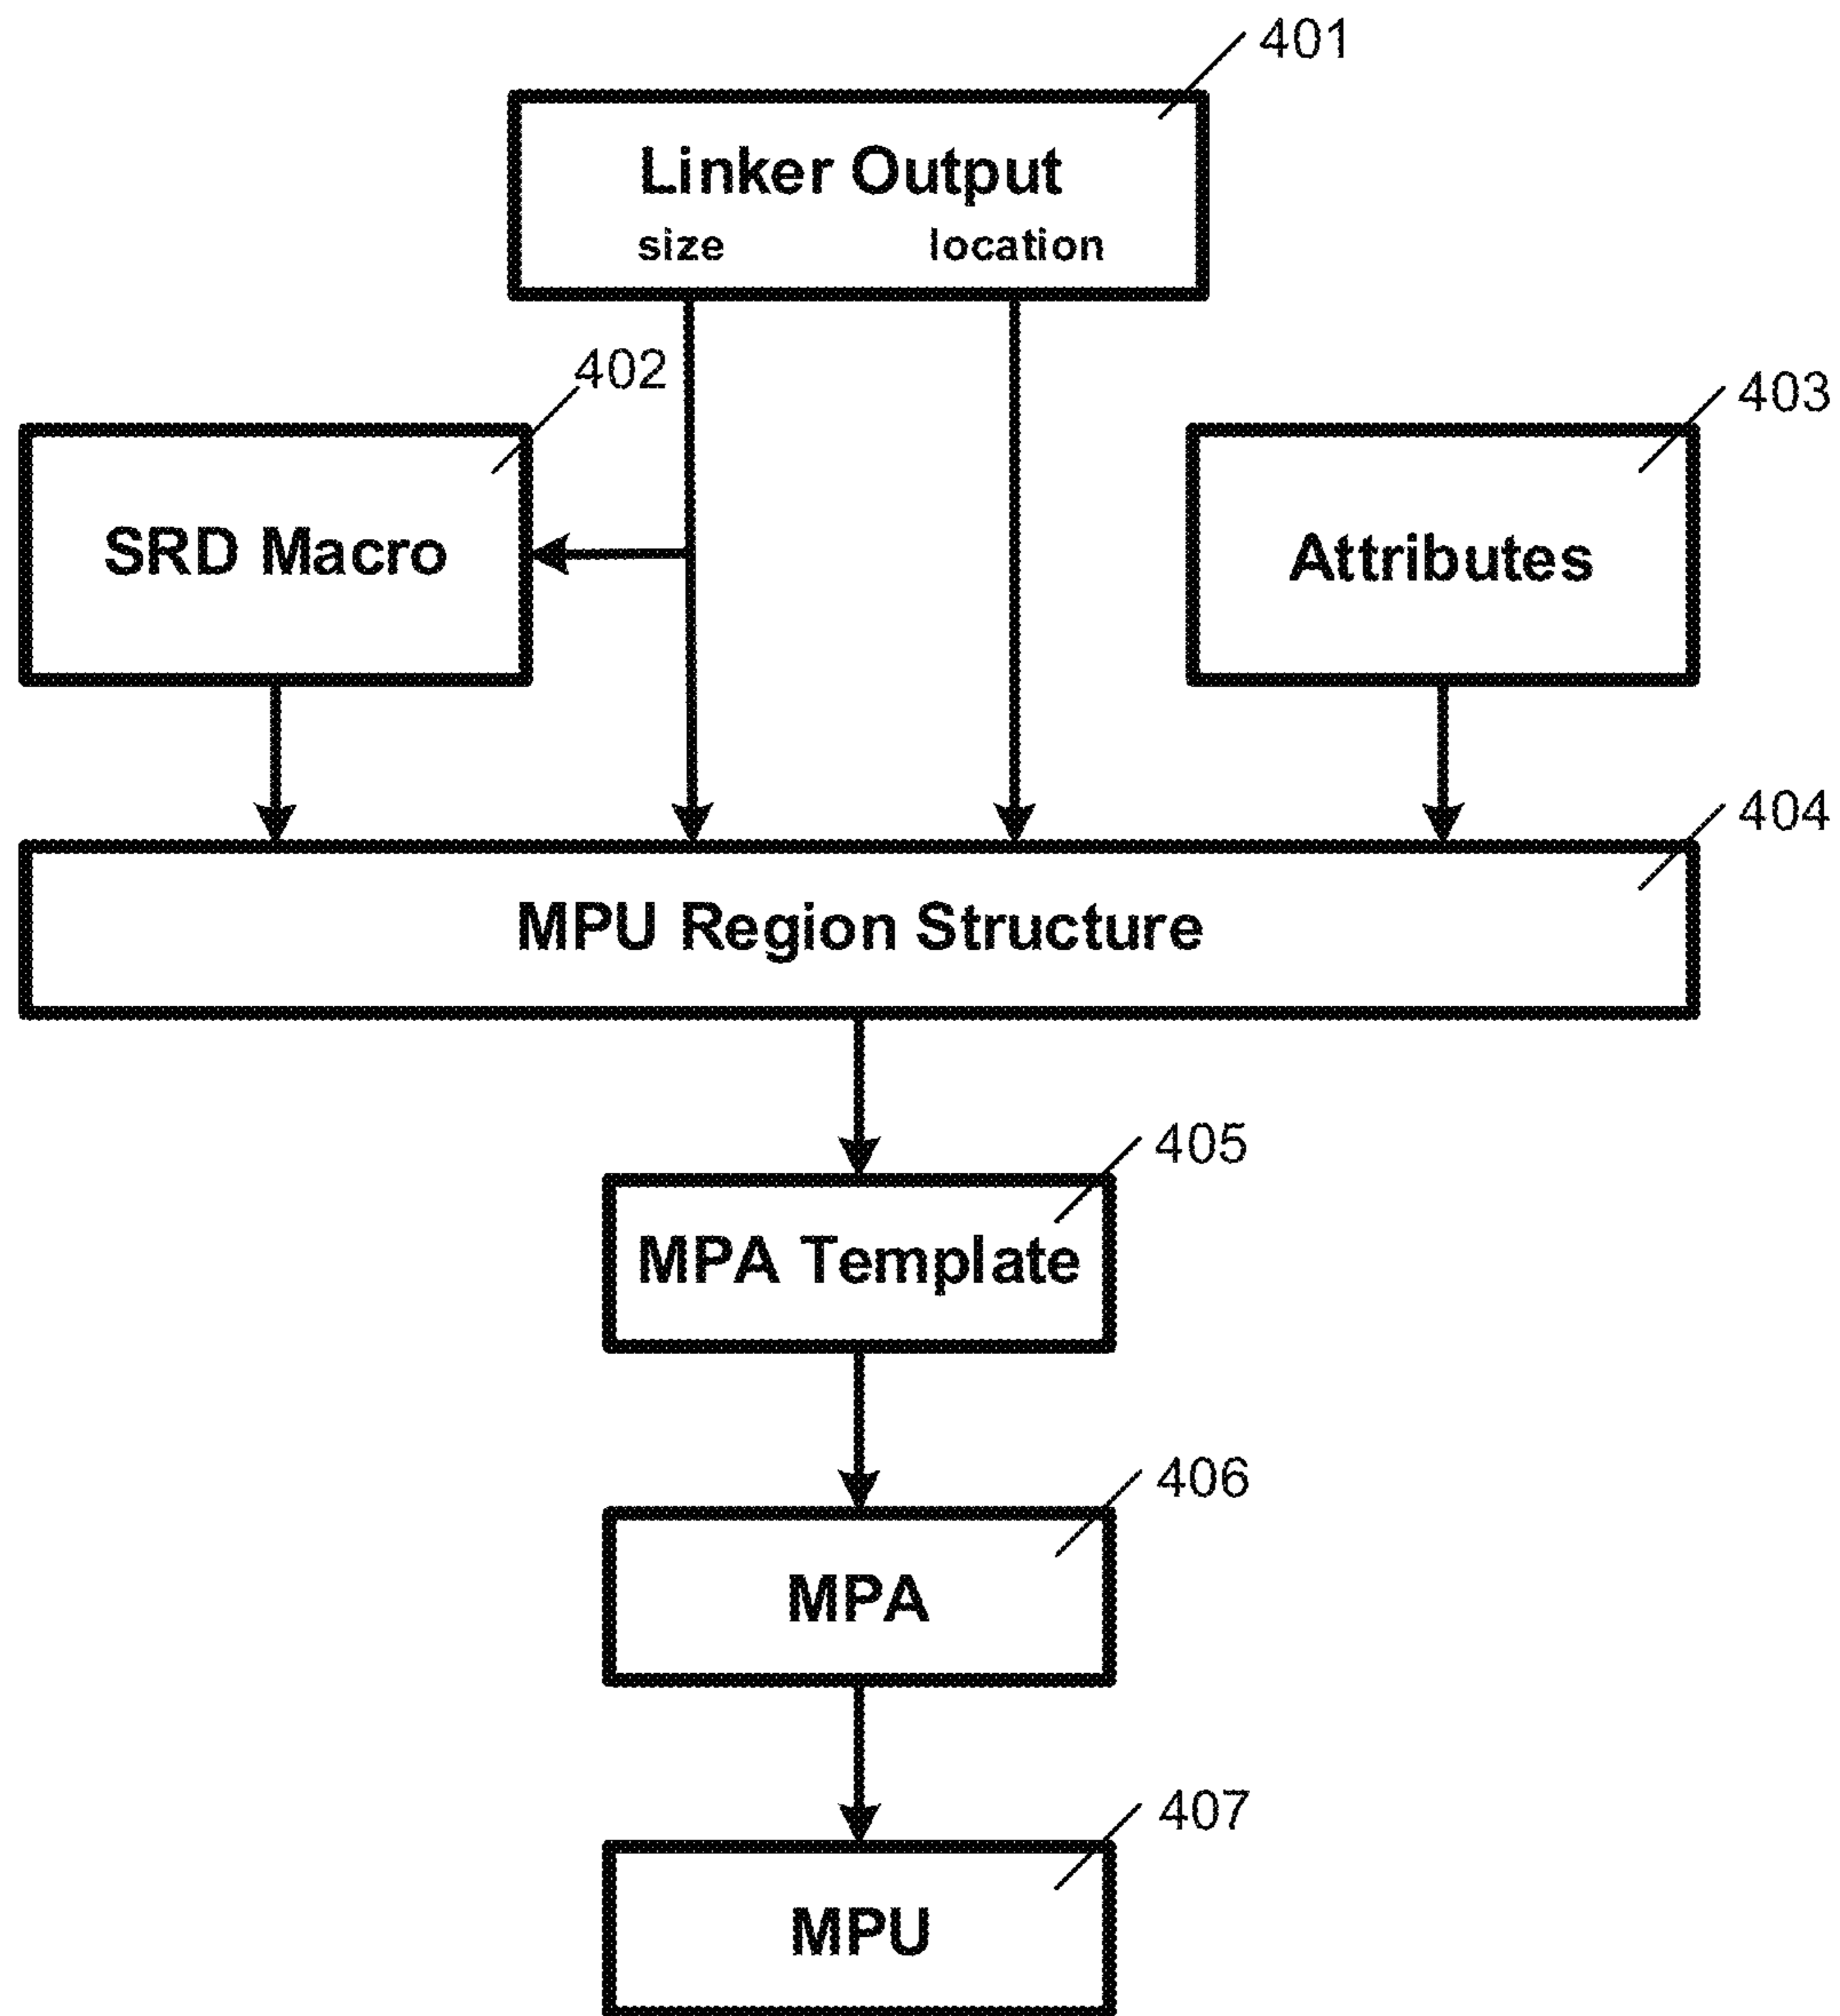 401
Linker Output
size location
402
403
SRD Macro
Attributes
404
MPU Region Structure
405
MPA Template
406
MPA
407
MPU